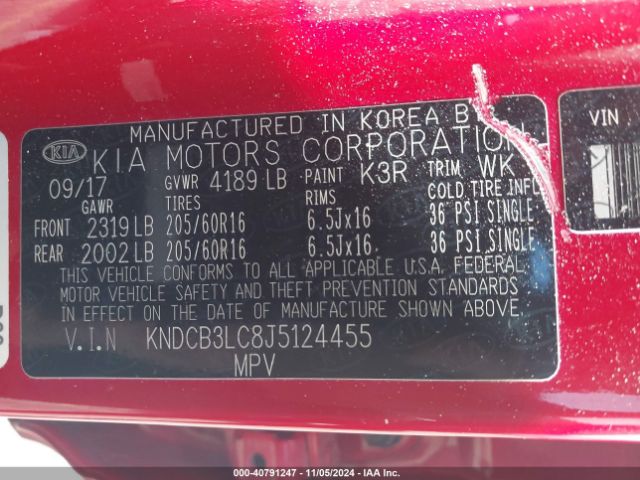 MANUFACTURED IN KOREA BY
KIA KIA MOTORS CORPORATION
09/17 GVWR 4189 LB PAINT K3R TRIM WK
GAWR TIRES RIMS COLD TIRE INFL
FRONT 2319 LB 205/60R16 6.5Jx16 36 PSI SINGLE
REAR 2002 LB 205/60R16 6.5Jx16 36 PSI SINGLE
THIS VEHICLE CONFORMS TO ALL APPLICABLE U.S.A. FEDERAL
MOTOR VEHICLE SAFETY AND THEFT PREVENTION STANDARDS
IN EFFECT ON THE DATE OF MANUFACTURE SHOWN ABOVE.
V.I.N KNDCB3LC8J5124455
MPV
VIN
000-40791247 - 11/05/2024 - IAA Inc.